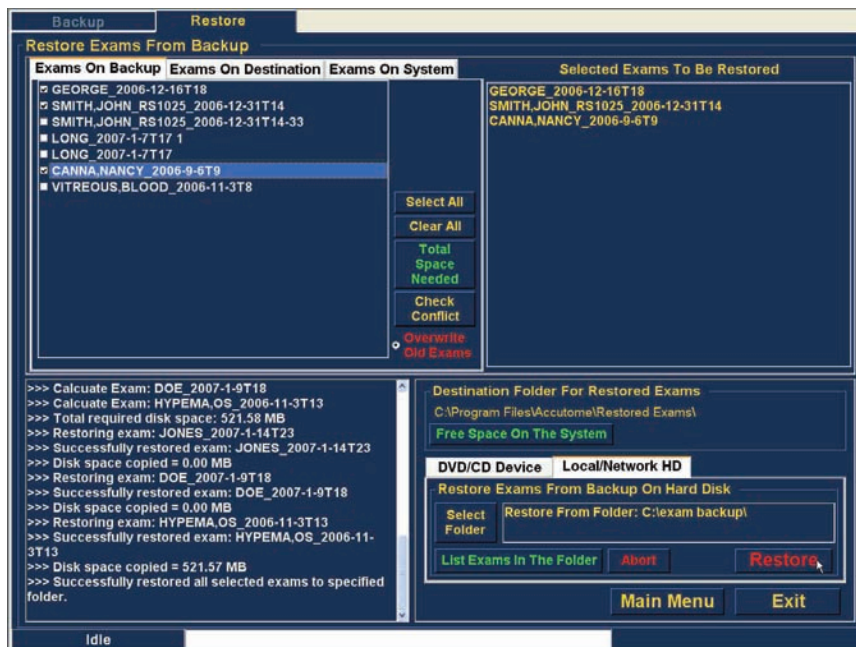 Backup
Restore
Restore Exams From Backup
Exams On Backup
Exams On Destination
Exams On System
GEORGE_2006-12-16T18
SMITH,JOHN_RS1025_2006-12-31T14
SMITH,JOHN_RS1025_2006-12-31T14-33
LONG_2007-1-7T17 1
LONG_2007-1-7T17
CANNA,NANCY_2006-9-6T9
VITREOUS,BLOOD_2006-11-3T8
Select All
Clear All
Total
Space
Needed
Check
Conflict
Overwrite
Old Exams
Selected Exams To Be Restored
GEORGE_2006-12-16T18
SMITH,JOHN_RS1025_2006-12-31T14
CANNA,NANCY_2006-9-6T9
>>> Calcuate Exam: DOE_2007-1-9T18
>>> Calcuate Exam: HYPEMA,OS_2006-11-3T13
>>> Total required disk space: 521.58 MB
>>> Restoring exam: JONES_2007-1-14T23
>>> Successfully restored exam: JONES_2007-1-14T23
>>> Disk space copied = 0.00 MB
>>> Restoring exam: DOE_2007-1-9T18
>>> Successfully restored exam: DOE_2007-1-9T18
>>> Disk space copied = 0.00 MB
>>> Restoring exam: HYPEMA,OS_2006-11-3T13
>>> Successfully restored exam: HYPEMA,OS_2006-11-
3T13
>>> Disk space copied = 521.57 MB
>>> Successfully restored all selected exams to specified
folder.
Destination Folder For Restored Exams
C:\Program Files\Accutome\Restored Exams\
Free Space On The System
DVD/CD Device
Local/Network HD
Restore Exams From Backup On Hard Disk
Select
Folder
Restore From Folder: C:\exam backup\
List Exams In The Folder
Abort
Restore
Main Menu
Exit
Idle